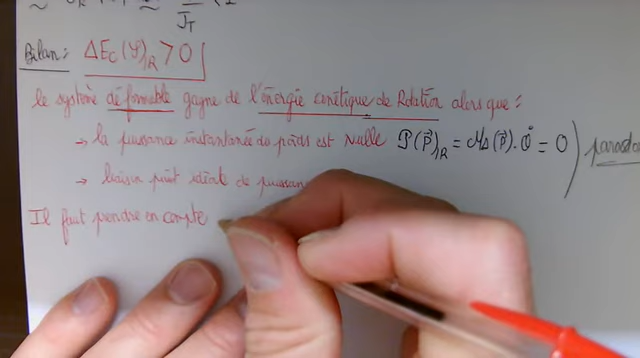 Bilan: ΔEc(𝒮)/R > 0
le système déformable gagne de l'énergie cinétique de Rotation alors que :
→ la puissance instantanée du poids est nulle 𝒫(P⃗)/R = ℳΔ(P⃗).θ̇ = 0
→ liaison pivot idéale de puissan
Il faut prendre en compte